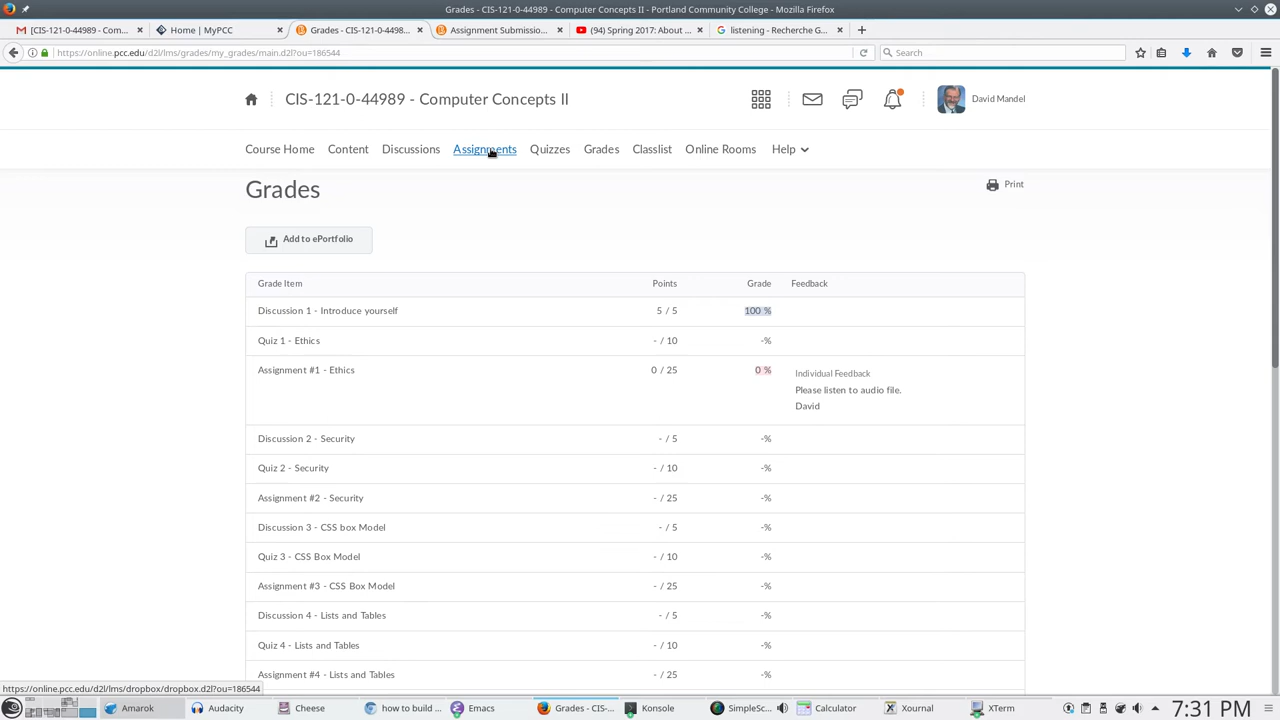 Grades - CIS-121-0-44989 - Computer Concepts II - Portland Community College - Mozilla Firefox
[CIS-121-0-44989 - Com... × Home | MyPCC × Grades - CIS-121-0-4498... × Assignment Submissio... × (94) Spring 2017: About ... × listening - Recherche G... ×
https://online.pcc.edu/d2l/lms/grades/my_grades/main.d2l?ou=186544 Search
CIS-121-0-44989 - Computer Concepts II David Mandel
Course Home Content Discussions Assignments Quizzes Grades Classlist Online Rooms Help
Grades Print
Add to ePortfolio
Grade Item Points Grade Feedback
Discussion 1 - Introduce yourself 5 / 5 100 %
Quiz 1 - Ethics - / 10 -%
Assignment #1 - Ethics 0 / 25 0 % Individual Feedback
Please listen to audio file.
David
Discussion 2 - Security - / 5 -%
Quiz 2 - Security - / 10 -%
Assignment #2 - Security - / 25 -%
Discussion 3 - CSS box Model - / 5 -%
Quiz 3 - CSS Box Model - / 10 -%
Assignment #3 - CSS Box Model - / 25 -%
Discussion 4 - Lists and Tables - / 5 -%
Quiz 4 - Lists and Tables - / 10 -%
Assignment #4 - Lists and Tables - / 25 -%
https://online.pcc.edu/d2l/lms/dropbox/dropbox.d2l?ou=186544
Amarok Audacity Cheese how to build ... Emacs Grades - CIS-... Konsole SimpleSc... Calculator Xournal XTerm 7:31 PM